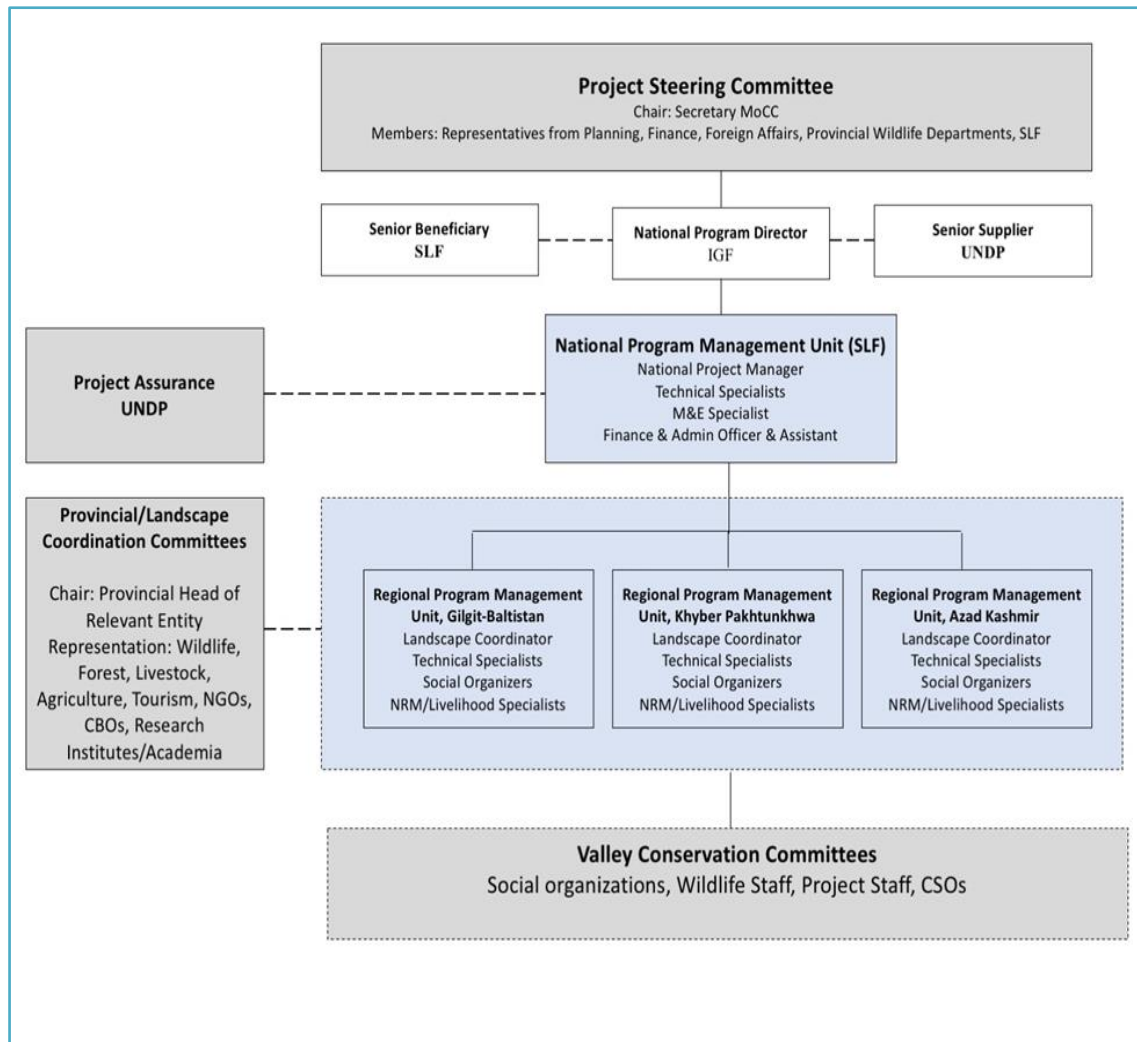 Project Steering Committee
Chair: Secretary MoCC
Members: Representatives from Planning, Finance, Foreign Affairs, Provincial Wildlife Departments, SLF
Senior Beneficiary
SLF
National Program Director
IGF
Senior Supplier
UNDP
Project Assurance
UNDP
National Program Management Unit (SLF)
National Project Manager
Technical Specialists
M&E Specialist
Finance & Admin Officer & Assistant
Provincial/Landscape
Coordination Committees
Chair: Provincial Head of
Relevant Entity
Representation: Wildlife,
Forest, Livestock,
Agriculture, Tourism, NGOs,
CBOs, Research
Institutes/Academia
Regional Program Management
Unit, Gilgit-Baltistan
Landscape Coordinator
Technical Specialists
Social Organizers
NRM/Livelihood Specialists
Regional Program Management
Unit, Khyber Pakhtunkhwa
Landscape Coordinator
Technical Specialists
Social Organizers
NRM/Livelihood Specialists
Regional Program Management
Unit, Azad Kashmir
Landscape Coordinator
Technical Specialists
Social Organizers
NRM/Livelihood Specialists
Valley Conservation Committees
Social organizations, Wildlife Staff, Project Staff, CSOs